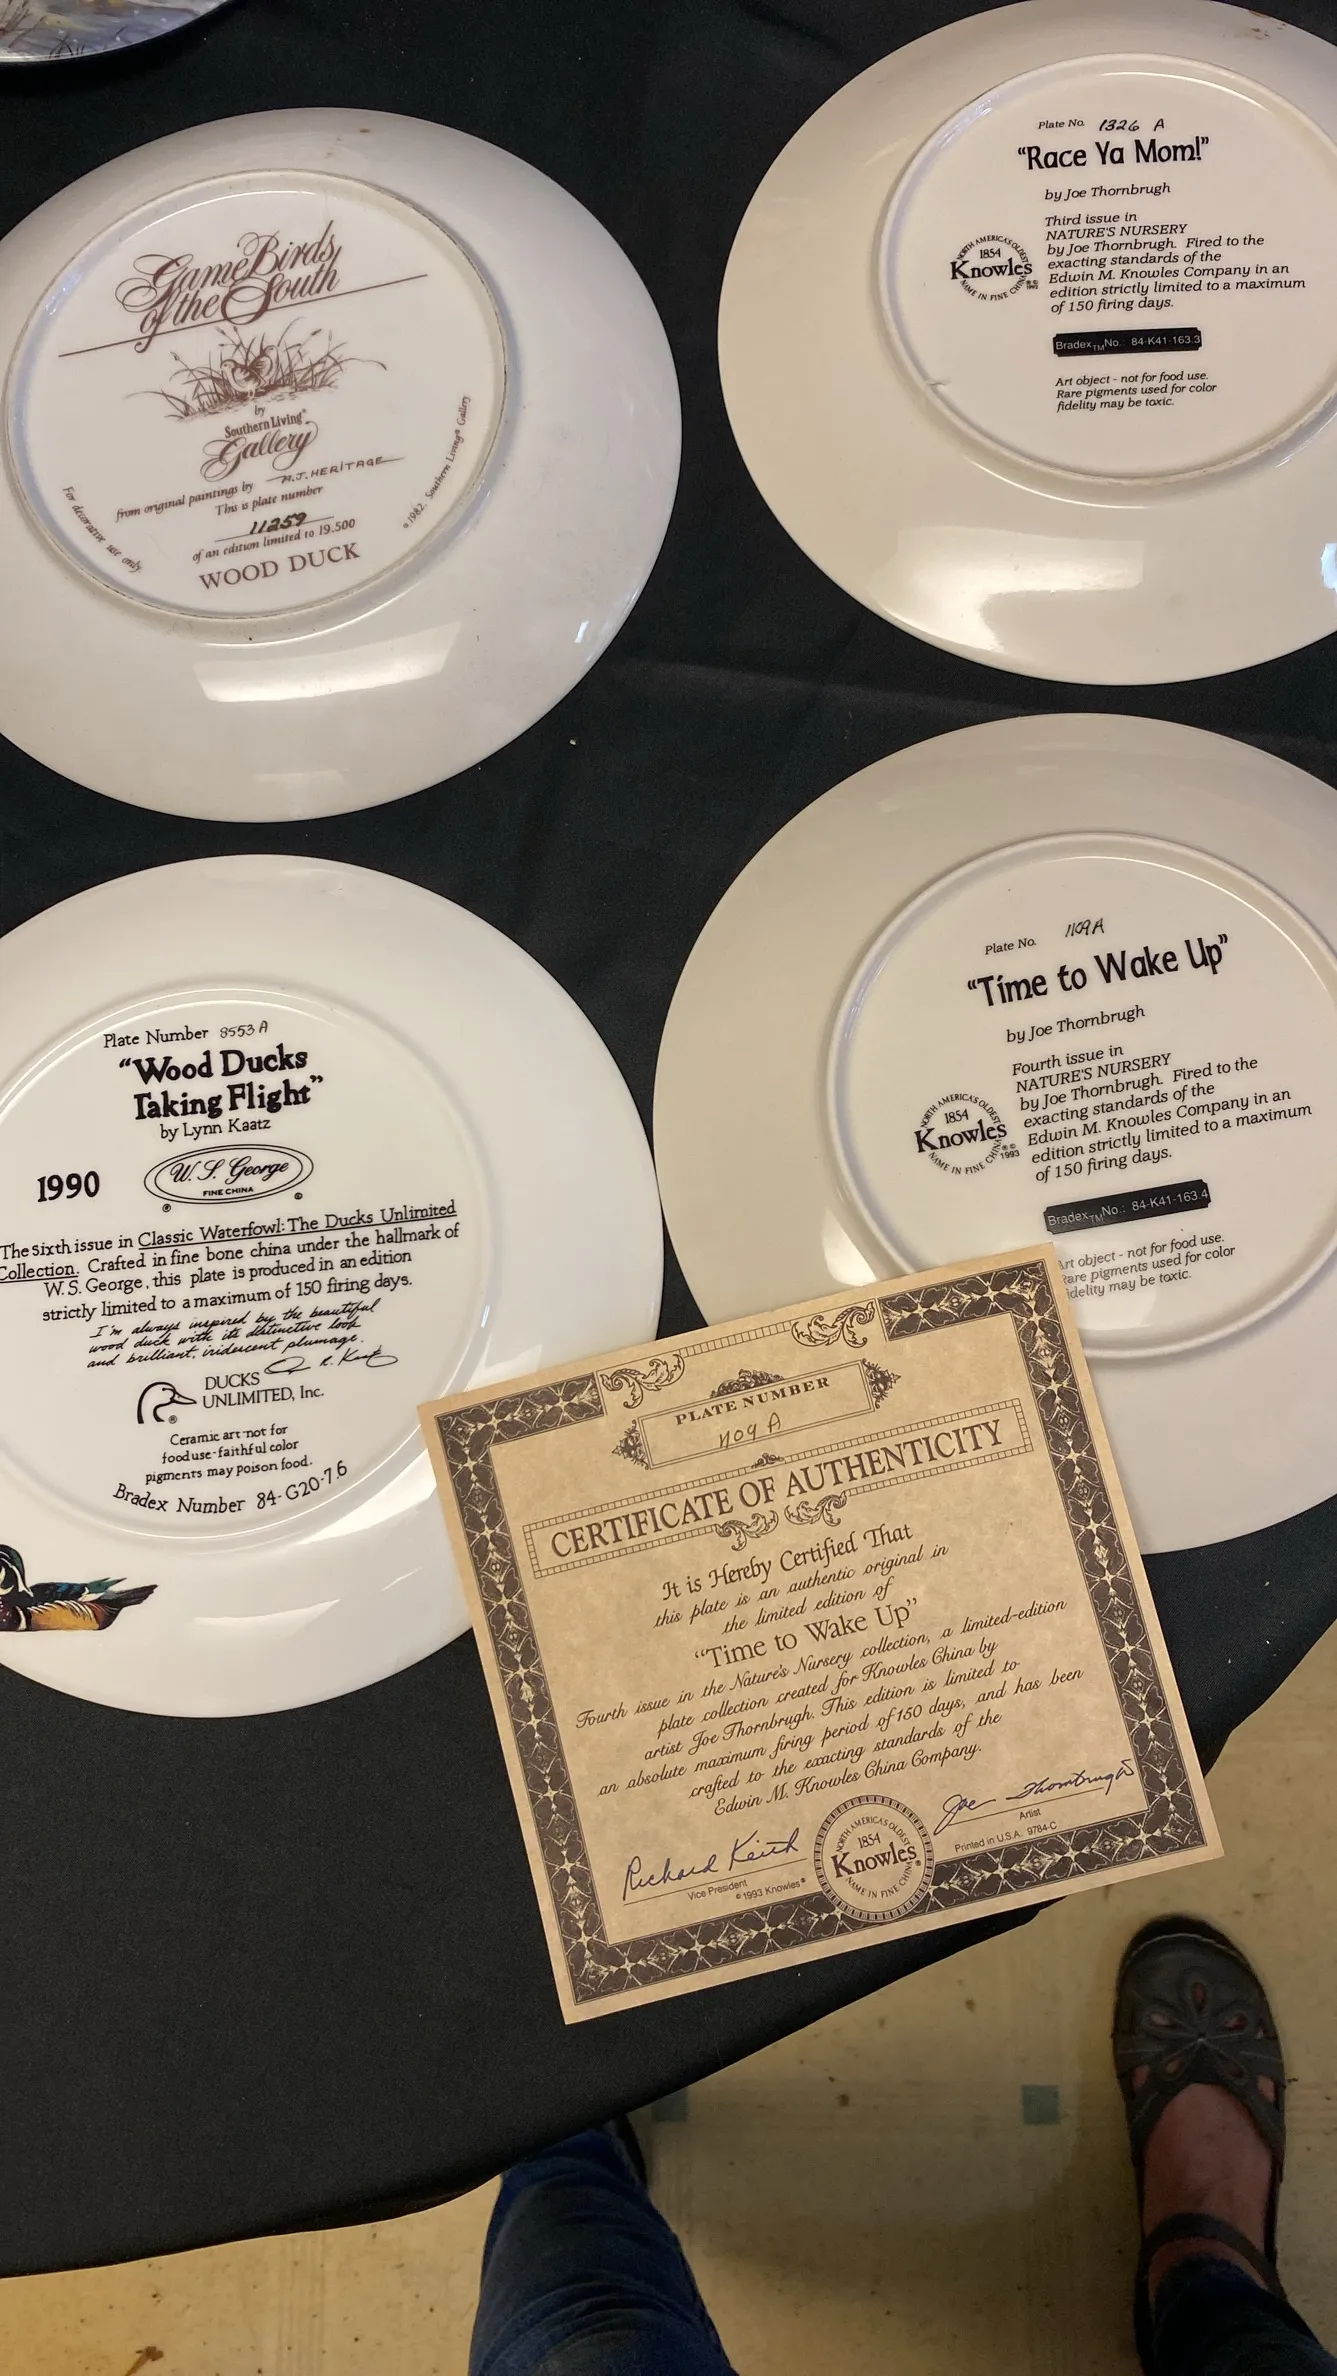 Game Birds
of the South
by
Southern Living®
Gallery
from original paintings by A.J. HERITAGE
This is plate number
11259
of an edition limited to 19,500
WOOD DUCK
For decorative use only.
©1982, Southern Living® Gallery
Plate No. 1326 A
"Race Ya Mom!"
by Joe Thornbrugh
Third issue in
NATURE'S NURSERY
by Joe Thornbrugh. Fired to the
exacting standards of the
Edwin M. Knowles Company in an
edition strictly limited to a maximum
of 150 firing days.
NORTH AMERICA'S OLDEST
1854
Knowles
NAME IN FINE CHINA
BradexTM No.: 84-K41-163.3
Art object - not for food use.
Rare pigments used for color
fidelity may be toxic.
Plate Number 8553 A
"Wood Ducks
Taking Flight"
by Lynn Kaatz
1990
W. S. George
FINE CHINA
The sixth issue in Classic Waterfowl: The Ducks Unlimited
Collection. Crafted in fine bone china under the hallmark of
W. S. George, this plate is produced in an edition
strictly limited to a maximum of 150 firing days.
I'm always inspired by the beautiful
wood duck with its distinctive look
and brilliant, iridescent plumage.
DUCKS
UNLIMITED, Inc.
®
Ceramic art-not for
food use-faithful color
pigments may poison food.
Bradex Number 84-G20-7.6
Plate No. 1109 A
"Time to Wake Up"
by Joe Thornbrugh
Fourth issue in
NATURE'S NURSERY
by Joe Thornbrugh. Fired to the
exacting standards of the
Edwin M. Knowles Company in an
edition strictly limited to a maximum
of 150 firing days.
NORTH AMERICA'S OLDEST
1854
Knowles
NAME IN FINE CHINA
® © 1993
BradexTM No.: 84-K41-163.4
Art object - not for food use.
Rare pigments used for color
fidelity may be toxic.
PLATE NUMBER
1109 A
CERTIFICATE OF AUTHENTICITY
It is Hereby Certified That
this plate is an authentic original in
the limited edition of
"Time to Wake Up"
Fourth issue in the Nature's Nursery collection, a limited-edition
plate collection created for Knowles China by
artist Joe Thornbrugh. This edition is limited to
an absolute maximum firing period of 150 days, and has been
crafted to the exacting standards of the
Edwin M. Knowles China Company.
Richard Keith
Vice President
©1993 Knowles®
NORTH AMERICA'S OLDEST
1854
Knowles
NAME IN FINE CHINA
Joe Thornbrugh
Artist
Printed in U.S.A. 9784-C